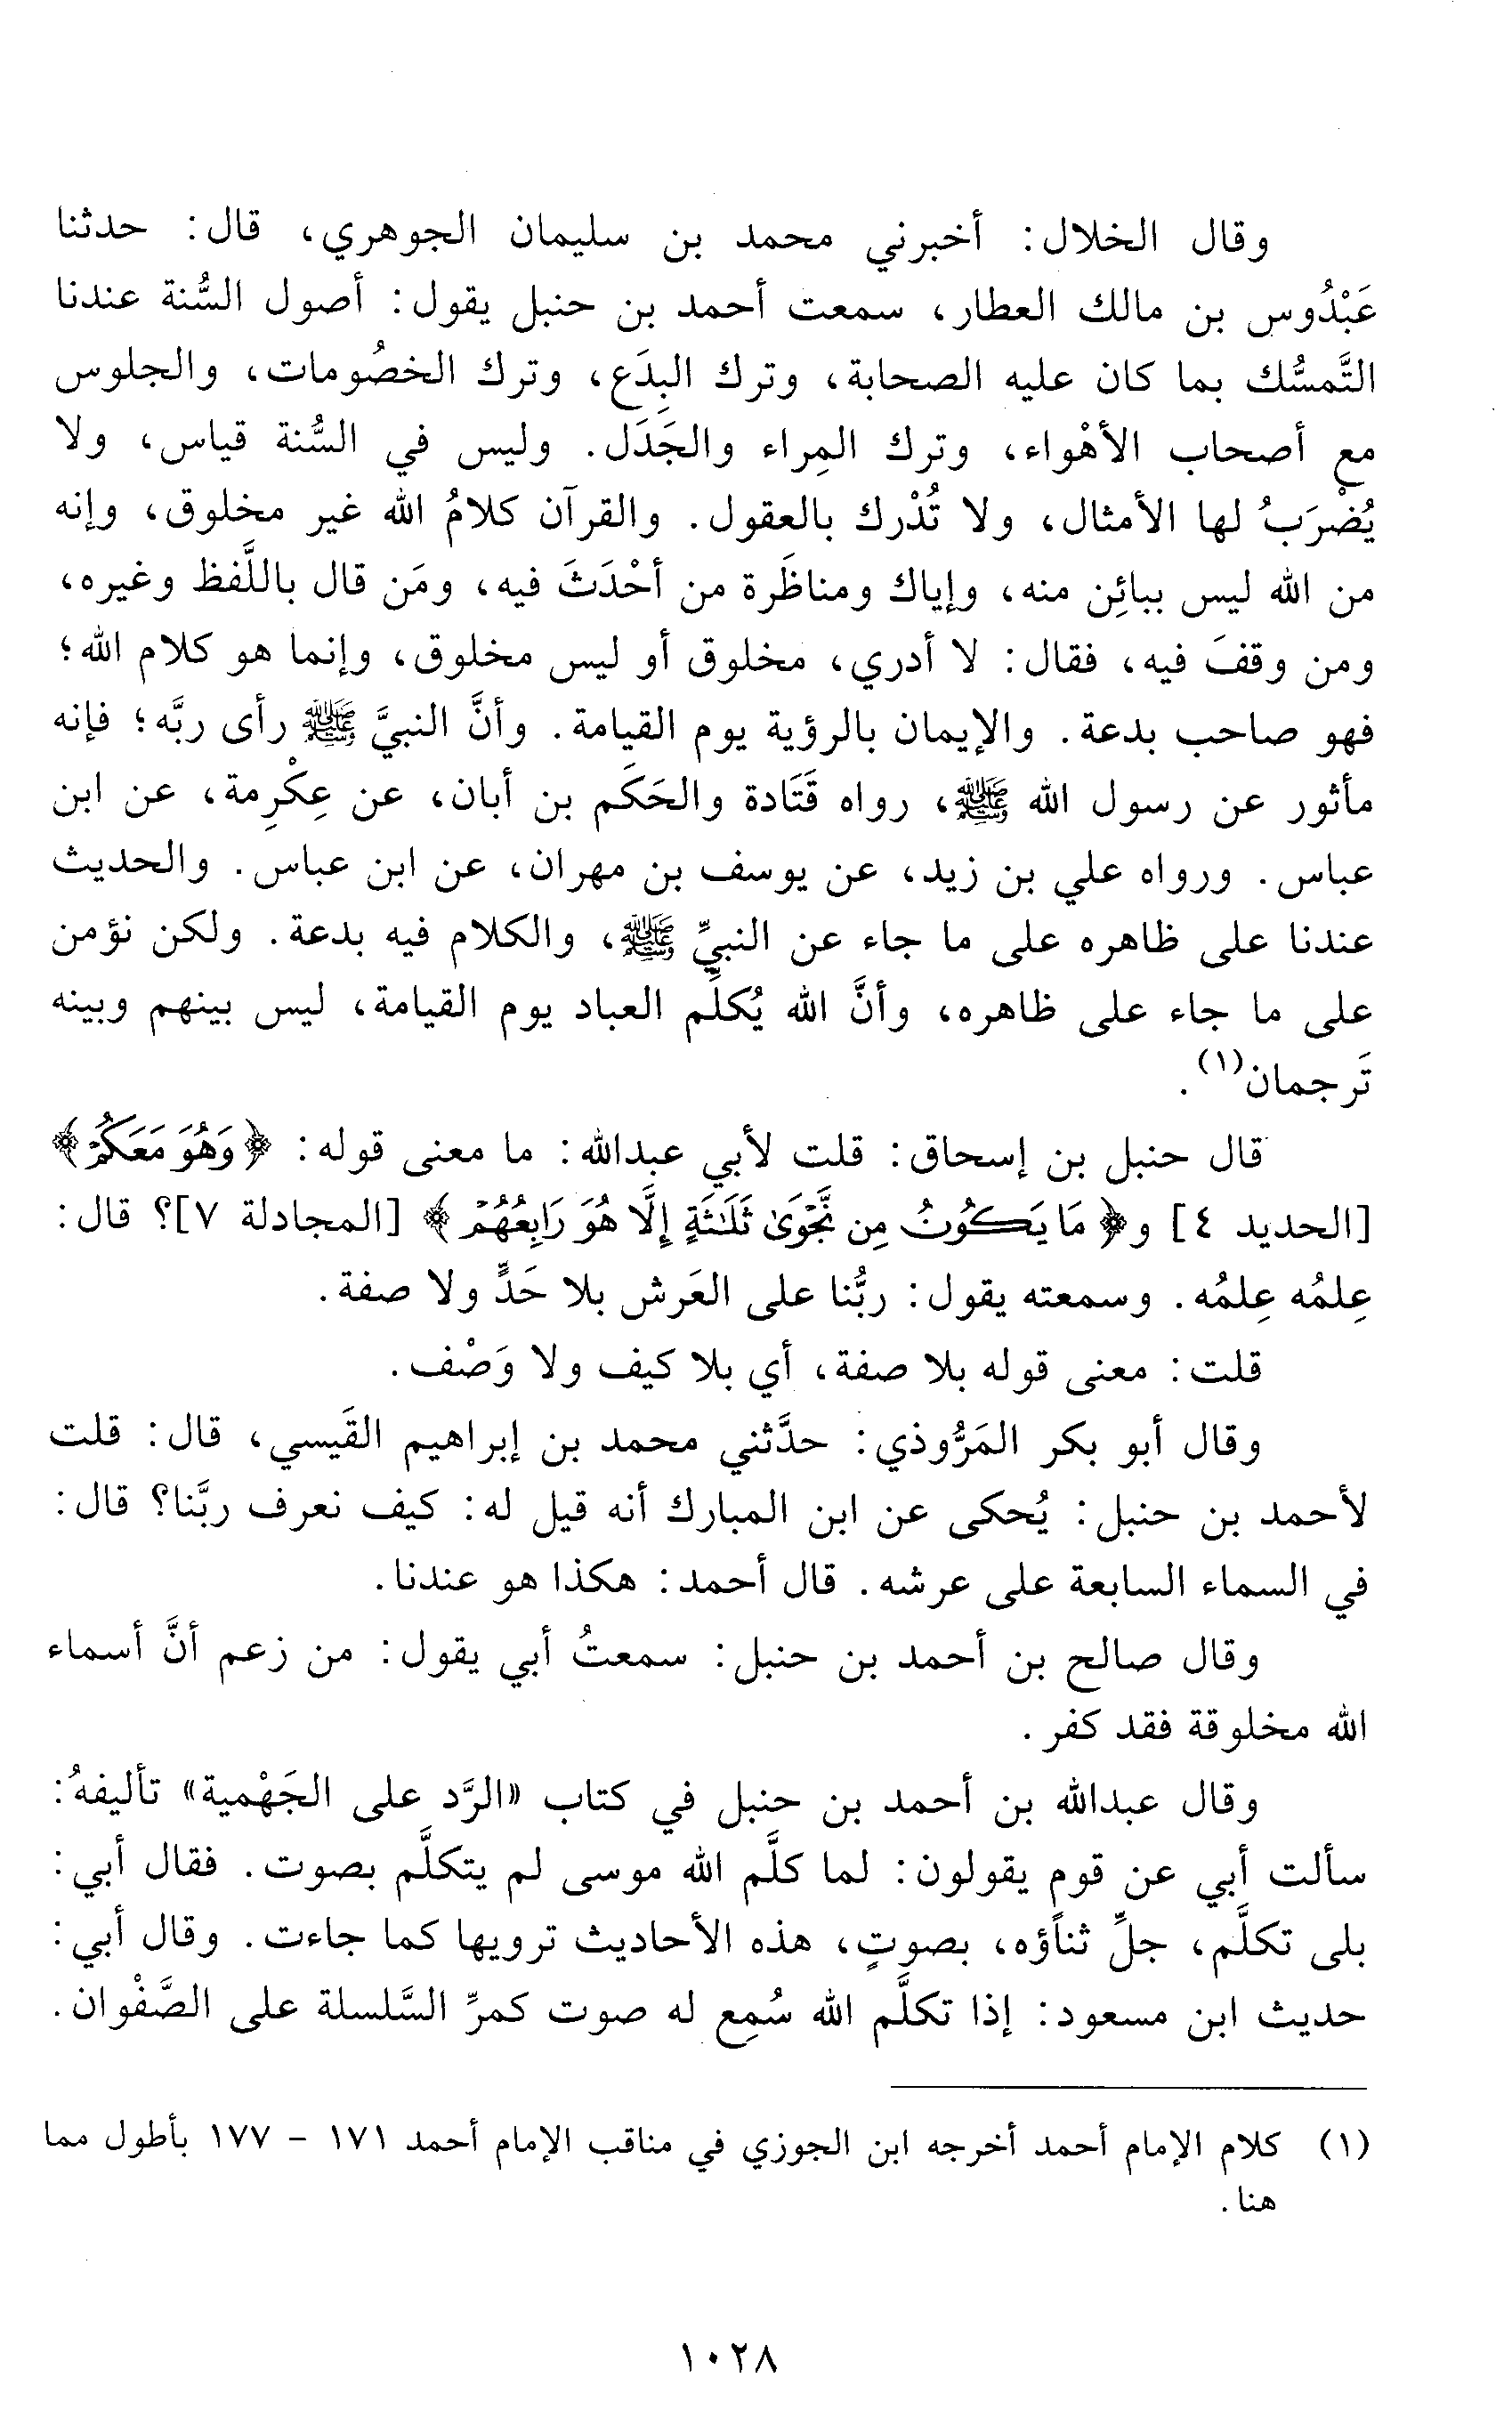 وقال الخلال: أخبرني محمد بن سليمان الجوهري، قال: حدثنا
عَبْدُوس بن مالك العطار، سمعت أحمد بن حنبل يقول: أصول السُّنة عندنا
التَّمسُّك بما كان عليه الصحابة، وترك البِدَع، وترك الخصُومات، والجلوس
مع أصحاب الأهْواء، وترك المِراء والجَدَل. وليس في السُّنة قياس، ولا
يُضْرَبُ لها الأمثال، ولا تُدْرك بالعقول. والقرآن كلامُ الله غير مخلوق، وإنه
من الله ليس ببائِن منه، وإياك ومناظَرة من أحْدَثَ فيه، ومَن قال باللَّفظ وغيره،
ومن وقفَ فيه، فقال: لا أدري، مخلوق أو ليس مخلوق، وإنما هو كلام الله؛
فهو صاحب بدعة. والإيمان بالرؤية يوم القيامة. وأنَّ النبيَّ ﷺ رأى ربَّه؛ فإنه
مأثور عن رسول الله ﷺ، رواه قَتَادة والحَكَم بن أبان، عن عِكْرِمة، عن ابن
عباس. ورواه علي بن زيد، عن يوسف بن مهران، عن ابن عباس. والحديث
عندنا على ظاهره على ما جاء عن النبيِّ ﷺ، والكلام فيه بدعة. ولكن نؤمن
على ما جاء على ظاهره، وأنَّ الله يُكلِّم العباد يوم القيامة، ليس بينهم وبينه
تَرجمان(١).
قال حنبل بن إسحاق: قلت لأبي عبدالله: ما معنى قوله: ﴿وَهُوَ مَعَكُمْ﴾
[الحديد ٤] و﴿مَا يَكُونُ مِن نَّجْوَىٰ ثَلَٰثَةٍ إِلَّا هُوَ رَابِعُهُمْ﴾ [المجادلة ٧]؟ قال:
عِلمُه عِلمُه. وسمعته يقول: ربُّنا على العَرش بلا حَدٍّ ولا صفة.
قلت: معنى قوله بلا صفة، أي بلا كيف ولا وَصْف.
وقال أبو بكر المَرُّوذي: حدَّثني محمد بن إبراهيم القَيسي، قال: قلت
لأحمد بن حنبل: يُحكى عن ابن المبارك أنه قيل له: كيف نعرف ربَّنا؟ قال:
في السماء السابعة على عرشه. قال أحمد: هكذا هو عندنا.
وقال صالح بن أحمد بن حنبل: سمعتُ أبي يقول: من زعم أنَّ أسماء
الله مخلوقة فقد كفر.
وقال عبدالله بن أحمد بن حنبل في كتاب «الرَّد على الجَهْمية» تأليفهُ:
سألت أبي عن قوم يقولون: لما كلَّم الله موسى لم يتكلَّم بصوت. فقال أبي:
بلى تكلَّم، جلِّ ثناًؤه، بصوتٍ، هذه الأحاديث ترويها كما جاءت. وقال أبي:
حديث ابن مسعود: إذا تكلَّم الله سُمِع له صوت كمرِّ السَّلسلة على الصَّفْوان.
(١) كلام الإمام أحمد أخرجه ابن الجوزي في مناقب الإمام أحمد ١٧١ - ١٧٧ بأطول مما
هنا.
١٠٢٨